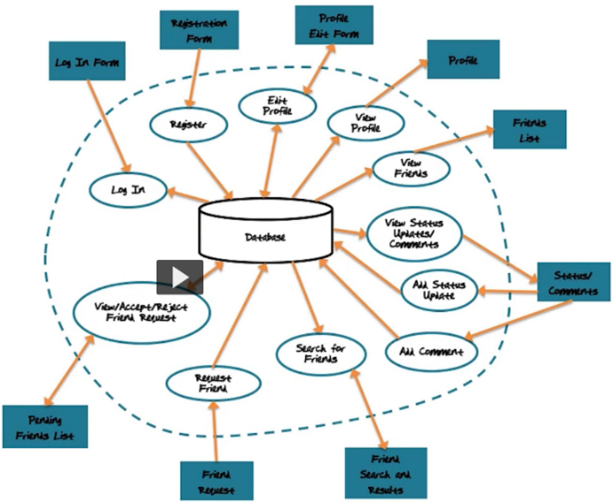 Registration
Form
Profile
Edit Form
Log In Form
Profile
Edit
Profile
View
Profile
Register
Friends
List
View
Friends
Log In
View Status
Updates/
Comments
Database
Add Status
Update
Status/
Comments
View/Accept/Reject
Friend Request
Search for
Friends
Add Comment
Request
Friend
Pending
Friends List
Friend
Request
Friend
Search and
Results